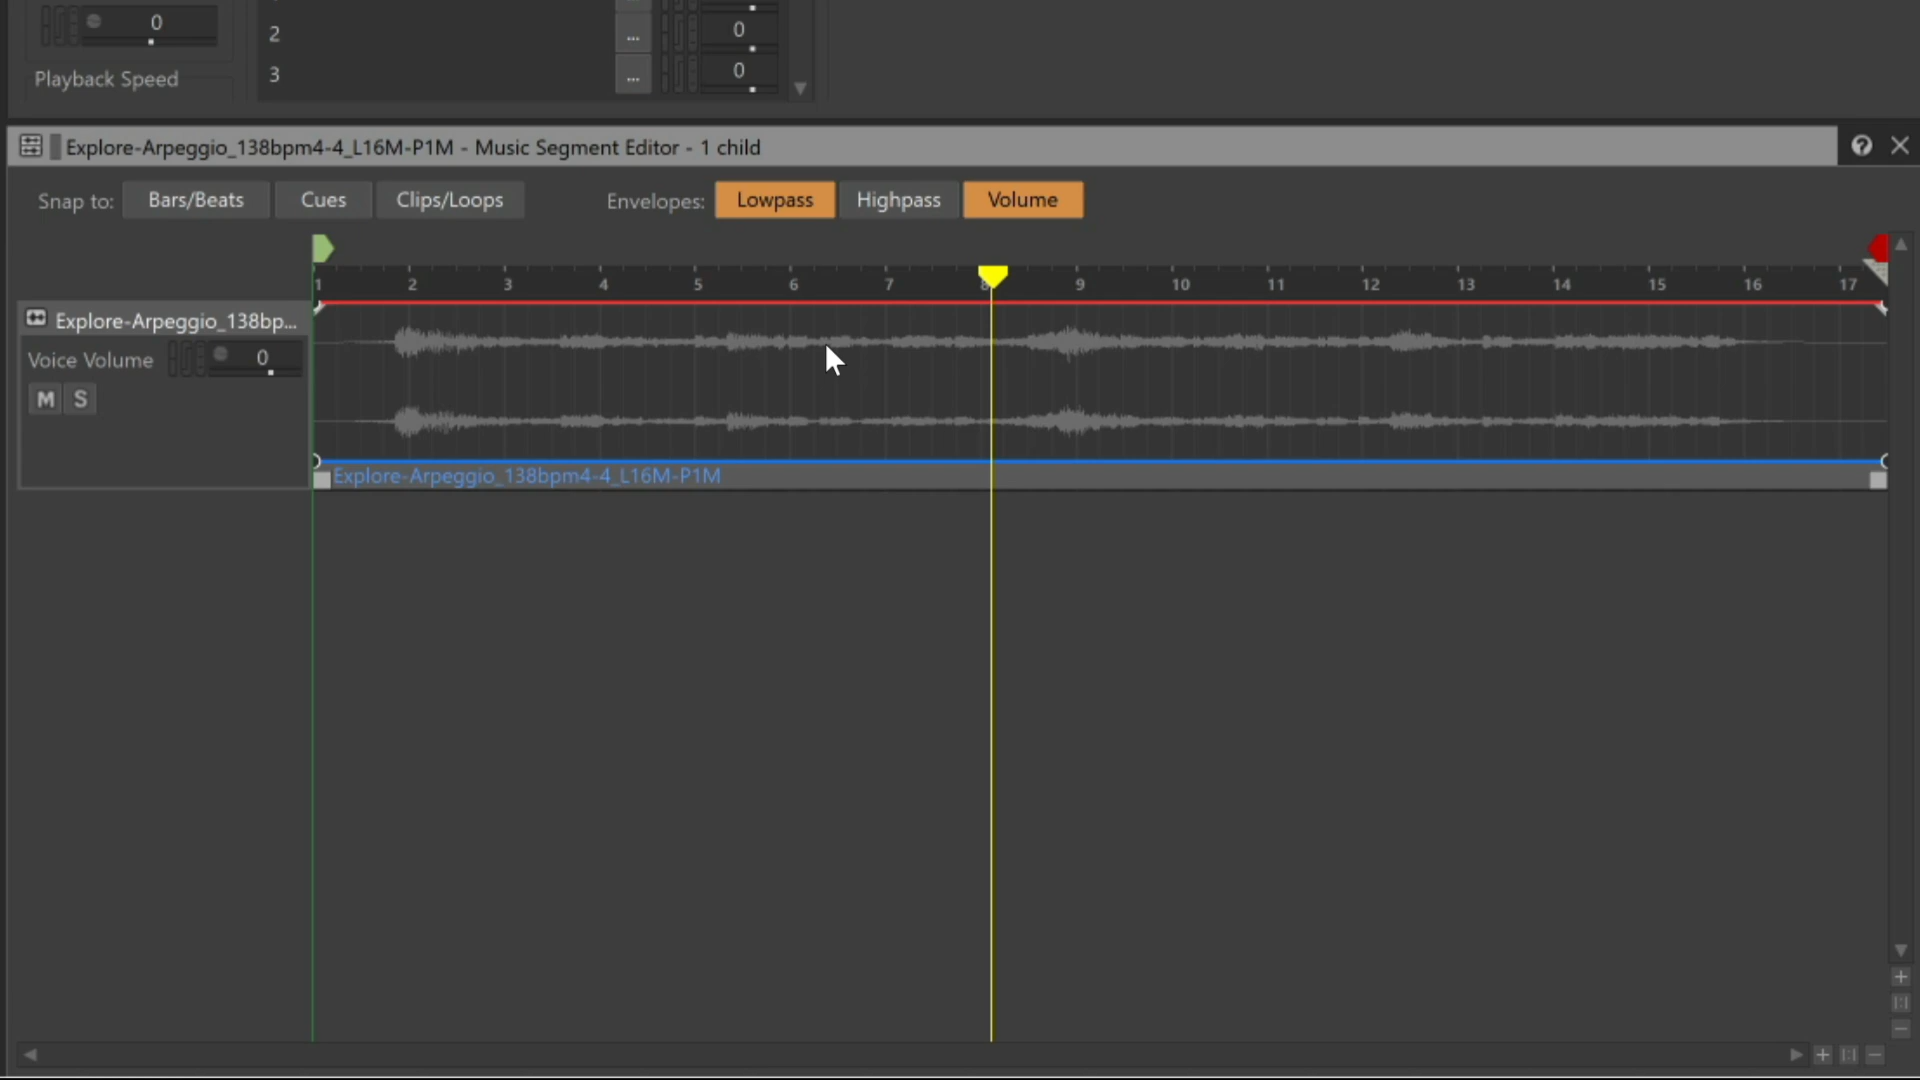 0
Playback Speed
2 ... 0
3 ... 0
Explore-Arpeggio_138bpm4-4_L16M-P1M - Music Segment Editor - 1 child
Snap to: Bars/Beats Cues Clips/Loops Envelopes: Lowpass Highpass Volume
1 2 3 4 5 6 7 8 9 10 11 12 13 14 15 16 17
Explore-Arpeggio_138bp...
Voice Volume 0
M S
Explore-Arpeggio_138bpm4-4_L16M-P1M